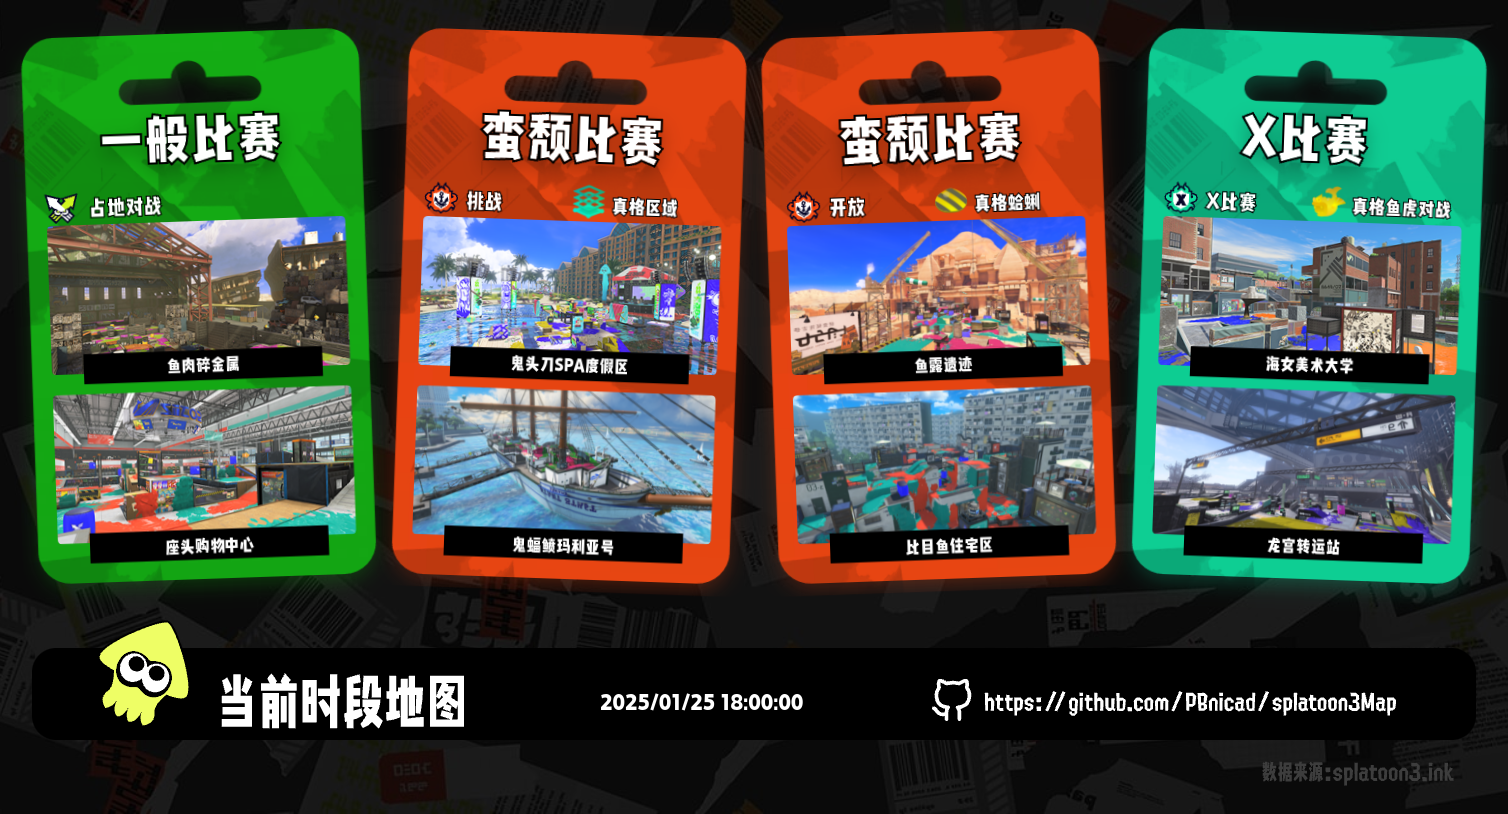 一般比赛
占地对战
鱼肉碎金属
座头购物中心
蛮颓比赛
挑战
真格区域
鬼头刀SPA度假区
鬼蝠鲼玛利亚号
蛮颓比赛
开放
真格蛤蜊
鱼露遗迹
比目鱼住宅区
X比赛
X比赛
真格鱼虎对战
海女美术大学
龙宫转运站
当前时段地图
2025/01/25 18:00:00
https://github.com/PBnicad/splatoon3Map
数据来源:splatoon3.ink